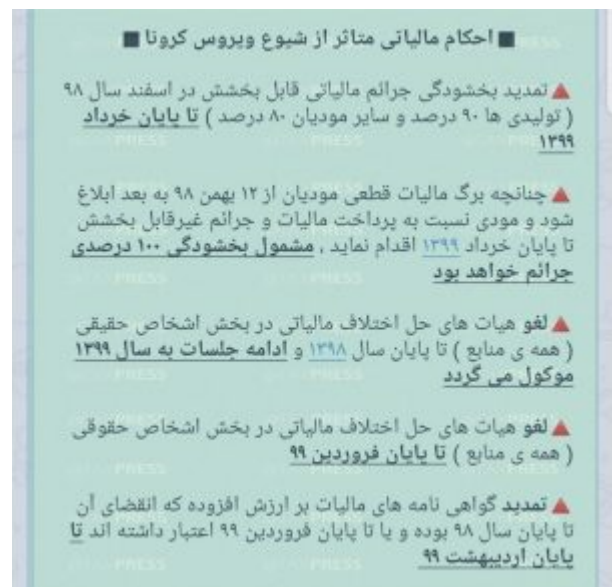 ■ احکام مالیاتی متاثر از شیوع ویروس کرونا ■
🔺 تمدید بخشودگی جرائم مالیاتی قابل بخشش در اسفند سال ۹۸
( تولیدی ها ۹۰ درصد و سایر مودیان ۸۰ درصد ) تا پایان خرداد
۱۳۹۹
🔺 چنانچه برگ مالیات قطعی مودیان از ۱۲ بهمن ۹۸ به بعد ابلاغ
شود و مودی نسبت به پرداخت مالیات و جرائم غیرقابل بخشش
تا پایان خرداد ۱۳۹۹ اقدام نماید ، مشمول بخشودگی ۱۰۰ درصدی
جرائم خواهد بود
🔺 لغو هیات های حل اختلاف مالیاتی در بخش اشخاص حقیقی
( همه ی منابع ) تا پایان سال ۱۳۹۸ و ادامه جلسات به سال ۱۳۹۹
موکول می گردد
🔺 لغو هیات های حل اختلاف مالیاتی در بخش اشخاص حقوقی
( همه ی منابع ) تا پایان فروردین ۹۹
🔺 تمدید گواهی نامه های مالیات بر ارزش افزوده که انقضای آن
تا پایان سال ۹۸ بوده و یا تا پایان فروردین ۹۹ اعتبار داشته اند تا
پایان اردیبهشت ۹۹